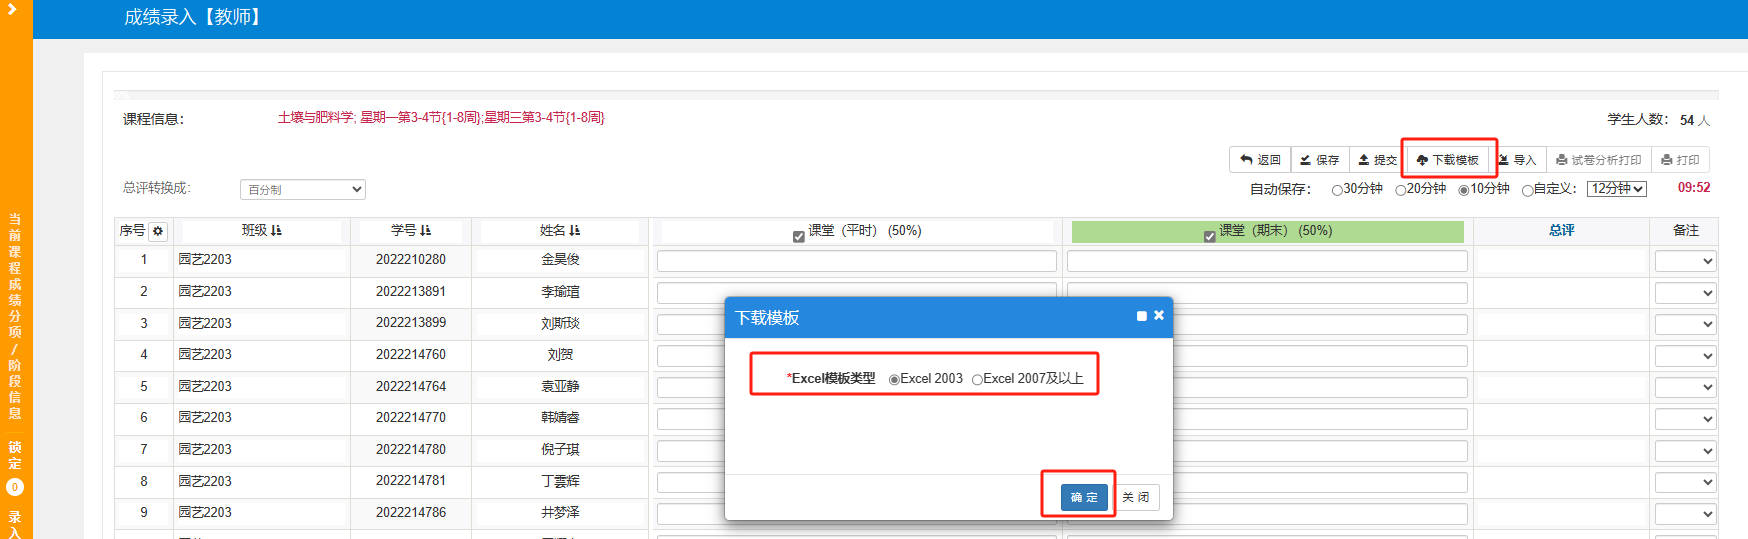 成绩录入【教师】
课程信息： 土壤与肥料学; 星期一第3-4节{1-8周};星期三第3-4节{1-8周} 学生人数： 54 人
返回 保存 提交 下载模板 导入 试卷分析打印 打印
总评转换成： 百分制 自动保存： 30分钟 20分钟 10分钟 自定义： 12分钟 09:52
序号 班级 学号 姓名 课堂（平时） (50%) 课堂（期末） (50%) 总评 备注
1 园艺2203 2022210280 金昊俊
2 园艺2203 2022213891 李瑜瑄
3 园艺2203 2022213899 刘斯琰
4 园艺2203 2022214760 刘贺
5 园艺2203 2022214764 袁亚静
6 园艺2203 2022214770 韩婧睿
7 园艺2203 2022214780 倪子琪
8 园艺2203 2022214781 丁雲辉
9 园艺2203 2022214786 井梦泽
下载模板
*Excel模板类型 Excel 2003 Excel 2007及以上
确 定 关 闭
当前课程成绩分项/阶段信息
锁定
0
录入